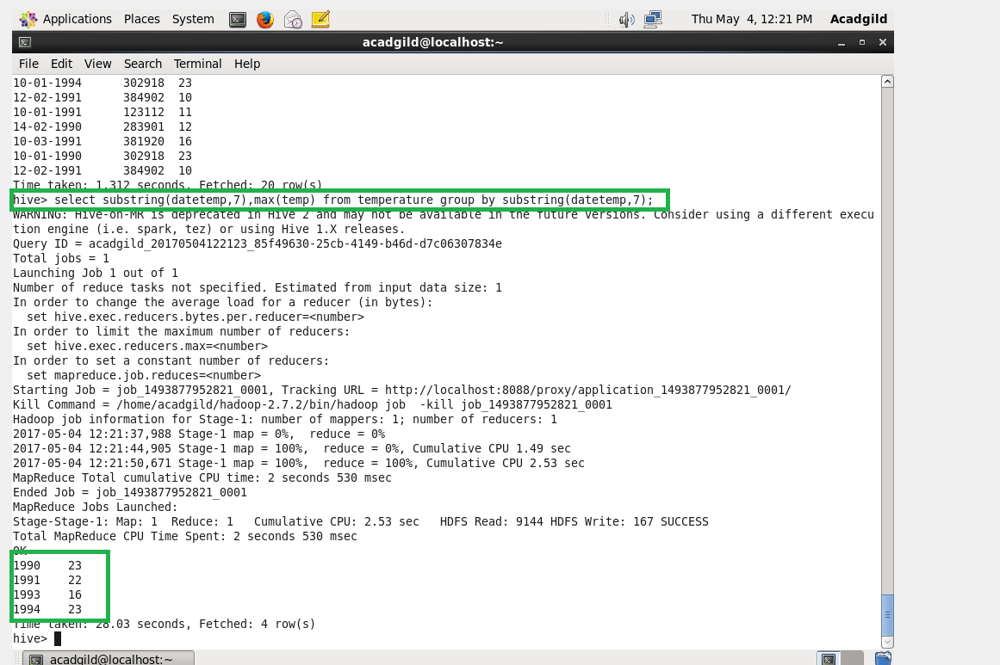 Applications Places System Thu May 4, 12:21 PM Acadgild
acadgild@localhost:~
File Edit View Search Terminal Help
10-01-1994 302918 23
12-02-1991 384902 10
10-01-1991 123112 11
14-02-1990 283901 12
10-03-1991 381920 16
10-01-1990 302918 23
12-02-1991 384902 10
Time taken: 1.312 seconds, Fetched: 20 row(s)
hive> select substring(datetemp,7),max(temp) from temperature group by substring(datetemp,7);
WARNING: Hive-on-MR is deprecated in Hive 2 and may not be available in the future versions. Consider using a different execu
tion engine (i.e. spark, tez) or using Hive 1.X releases.
Query ID = acadgild_20170504122123_85f49630-25cb-4149-b46d-d7c06307834e
Total jobs = 1
Launching Job 1 out of 1
Number of reduce tasks not specified. Estimated from input data size: 1
In order to change the average load for a reducer (in bytes):
  set hive.exec.reducers.bytes.per.reducer=<number>
In order to limit the maximum number of reducers:
  set hive.exec.reducers.max=<number>
In order to set a constant number of reducers:
  set mapreduce.job.reduces=<number>
Starting Job = job_1493877952821_0001, Tracking URL = http://localhost:8088/proxy/application_1493877952821_0001/
Kill Command = /home/acadgild/hadoop-2.7.2/bin/hadoop job  -kill job_1493877952821_0001
Hadoop job information for Stage-1: number of mappers: 1; number of reducers: 1
2017-05-04 12:21:37,988 Stage-1 map = 0%,  reduce = 0%
2017-05-04 12:21:44,905 Stage-1 map = 100%,  reduce = 0%, Cumulative CPU 1.49 sec
2017-05-04 12:21:50,671 Stage-1 map = 100%,  reduce = 100%, Cumulative CPU 2.53 sec
MapReduce Total cumulative CPU time: 2 seconds 530 msec
Ended Job = job_1493877952821_0001
MapReduce Jobs Launched:
Stage-Stage-1: Map: 1  Reduce: 1   Cumulative CPU: 2.53 sec   HDFS Read: 9144 HDFS Write: 167 SUCCESS
Total MapReduce CPU Time Spent: 2 seconds 530 msec
OK
1990 23
1991 22
1993 16
1994 23
Time taken: 28.03 seconds, Fetched: 4 row(s)
hive>
acadgild@localhost:~